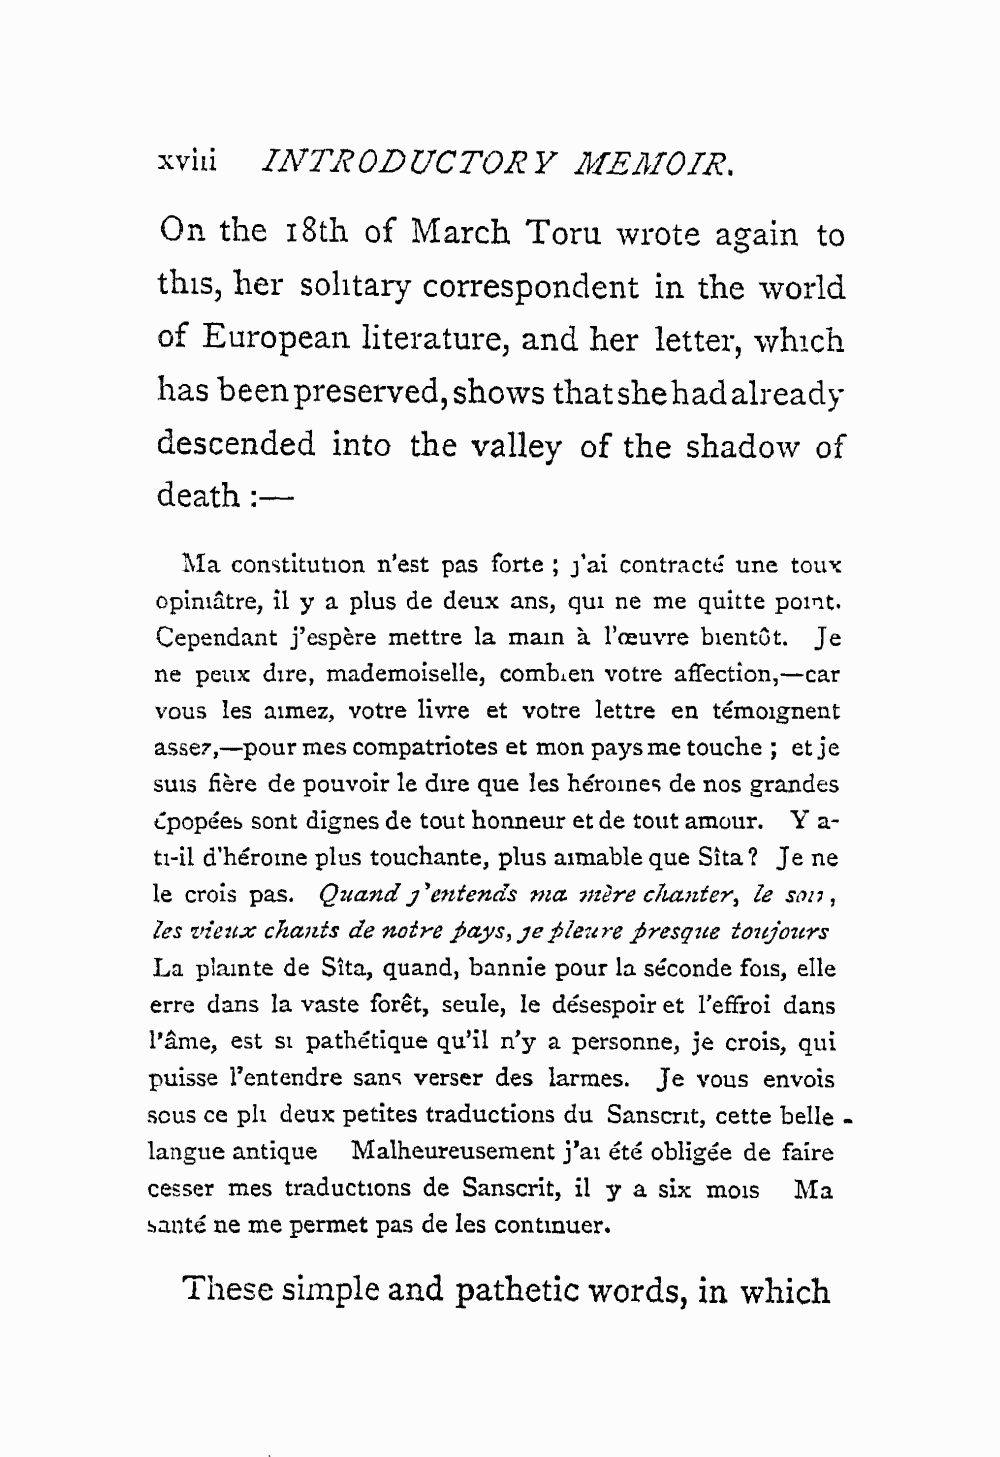 xviii INTRODUCTORY MEMOIR.
On the 18th of March Toru wrote again to
this, her solitary correspondent in the world
of European literature, and her letter, which
has been preserved, shows that she had already
descended into the valley of the shadow of
death :—
Ma constitution n'est pas forte ; j'ai contracté une toux
opiniâtre, il y a plus de deux ans, qui ne me quitte point.
Cependant j'espère mettre la main à l'œuvre bientôt. Je
ne peux dire, mademoiselle, combien votre affection,—car
vous les aimez, votre livre et votre lettre en témoignent
assez,—pour mes compatriotes et mon pays me touche ; et je
suis fière de pouvoir le dire que les héroines de nos grandes
épopées sont dignes de tout honneur et de tout amour. Y a-
ti-il d'héroine plus touchante, plus aimable que Sîta? Je ne
le crois pas. Quand j'entends ma mère chanter, le soir,
les vieux chants de notre pays, je pleure presque toujours
La plainte de Sîta, quand, bannie pour la séconde fois, elle
erre dans la vaste forêt, seule, le désespoir et l'effroi dans
l'âme, est si pathétique qu'il n'y a personne, je crois, qui
puisse l'entendre sans verser des larmes. Je vous envois
sous ce pli deux petites traductions du Sanscrit, cette belle
langue antique Malheureusement j'ai été obligée de faire
cesser mes traductions de Sanscrit, il y a six mois Ma
santé ne me permet pas de les continuer.
These simple and pathetic words, in which